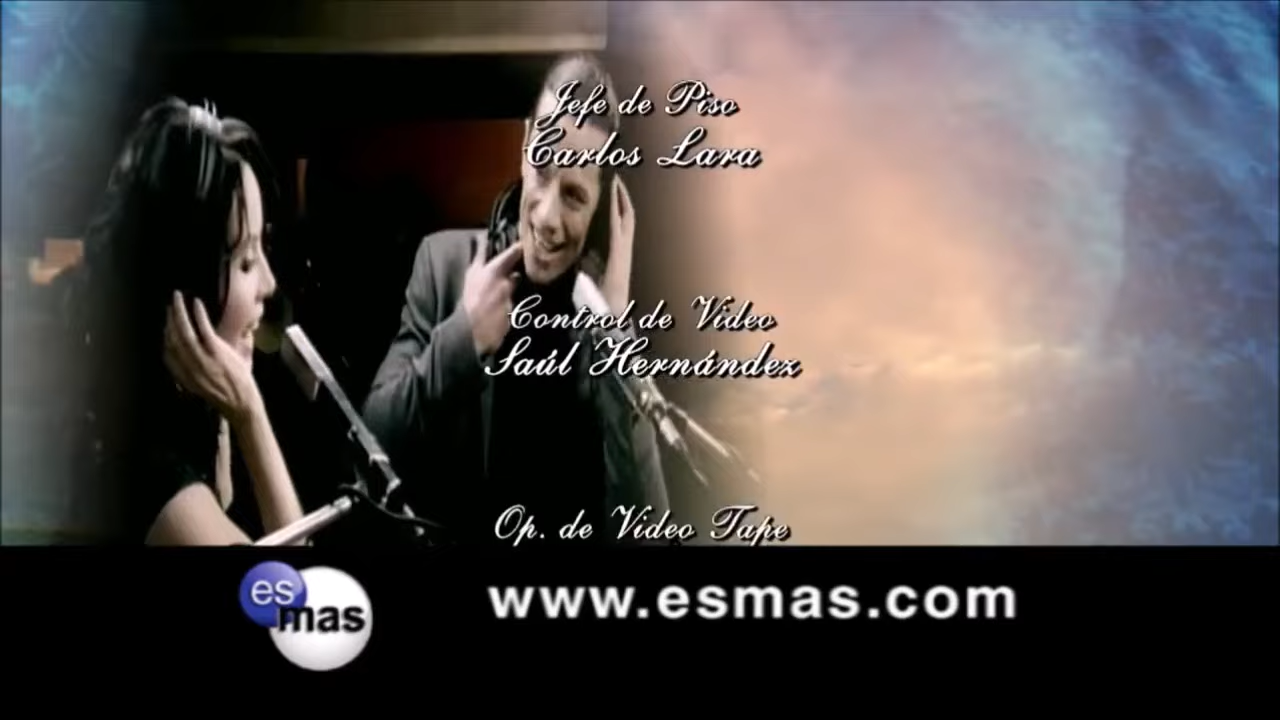 Jefe de Piso
Carlos Lara
Control de Video
Saúl Hernández
Op. de Video Tape
es
mas
www.esmas.com